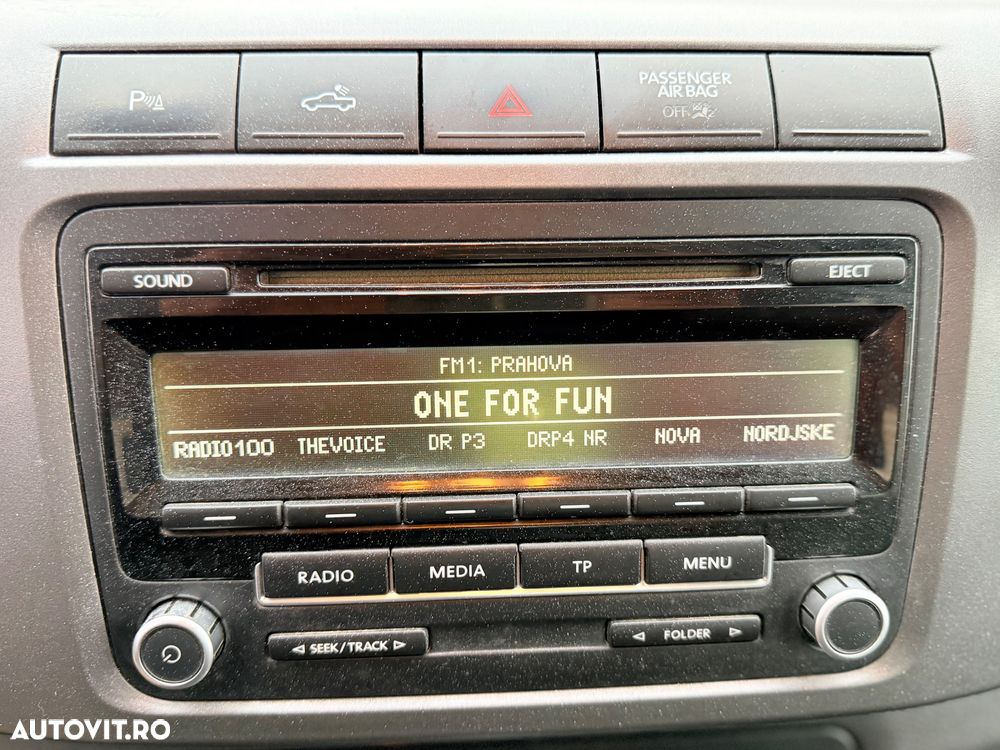 P
PASSENGER
AIR BAG
OFF
SOUND
EJECT
FM1: PRAHOVA
ONE FOR FUN
RADIO100 THEVOICE DR P3 DRP4 NR NOVA NORDJSKE
RADIO MEDIA TP MENU
SEEK/TRACK
FOLDER
AUTOVIT.RO